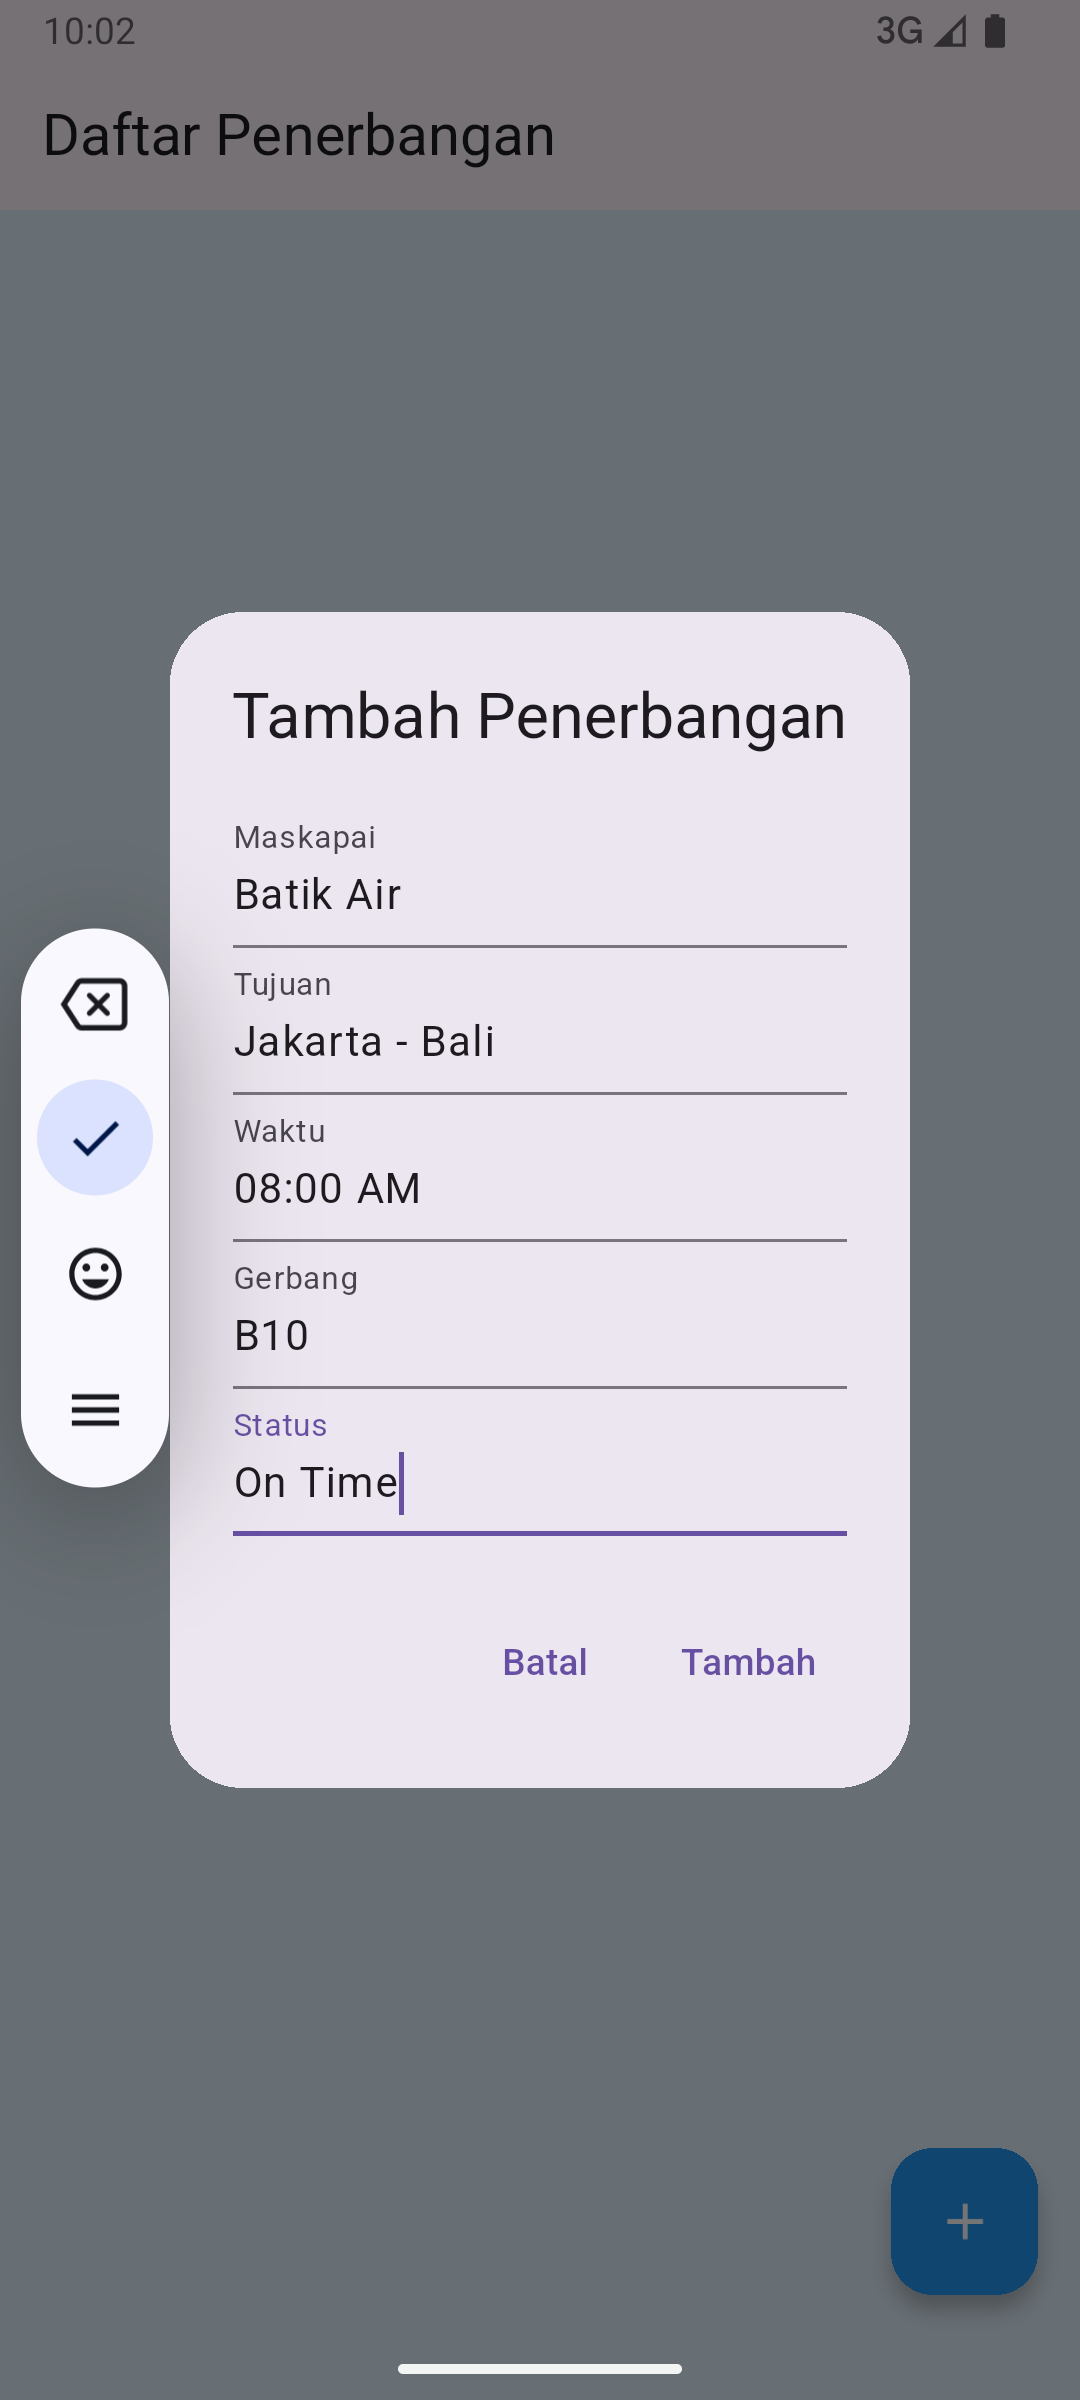 10:02
3G
Daftar Penerbangan
Tambah Penerbangan
Maskapai
Batik Air
Tujuan
Jakarta - Bali
Waktu
08:00 AM
Gerbang
B10
Status
On Time
Batal
Tambah